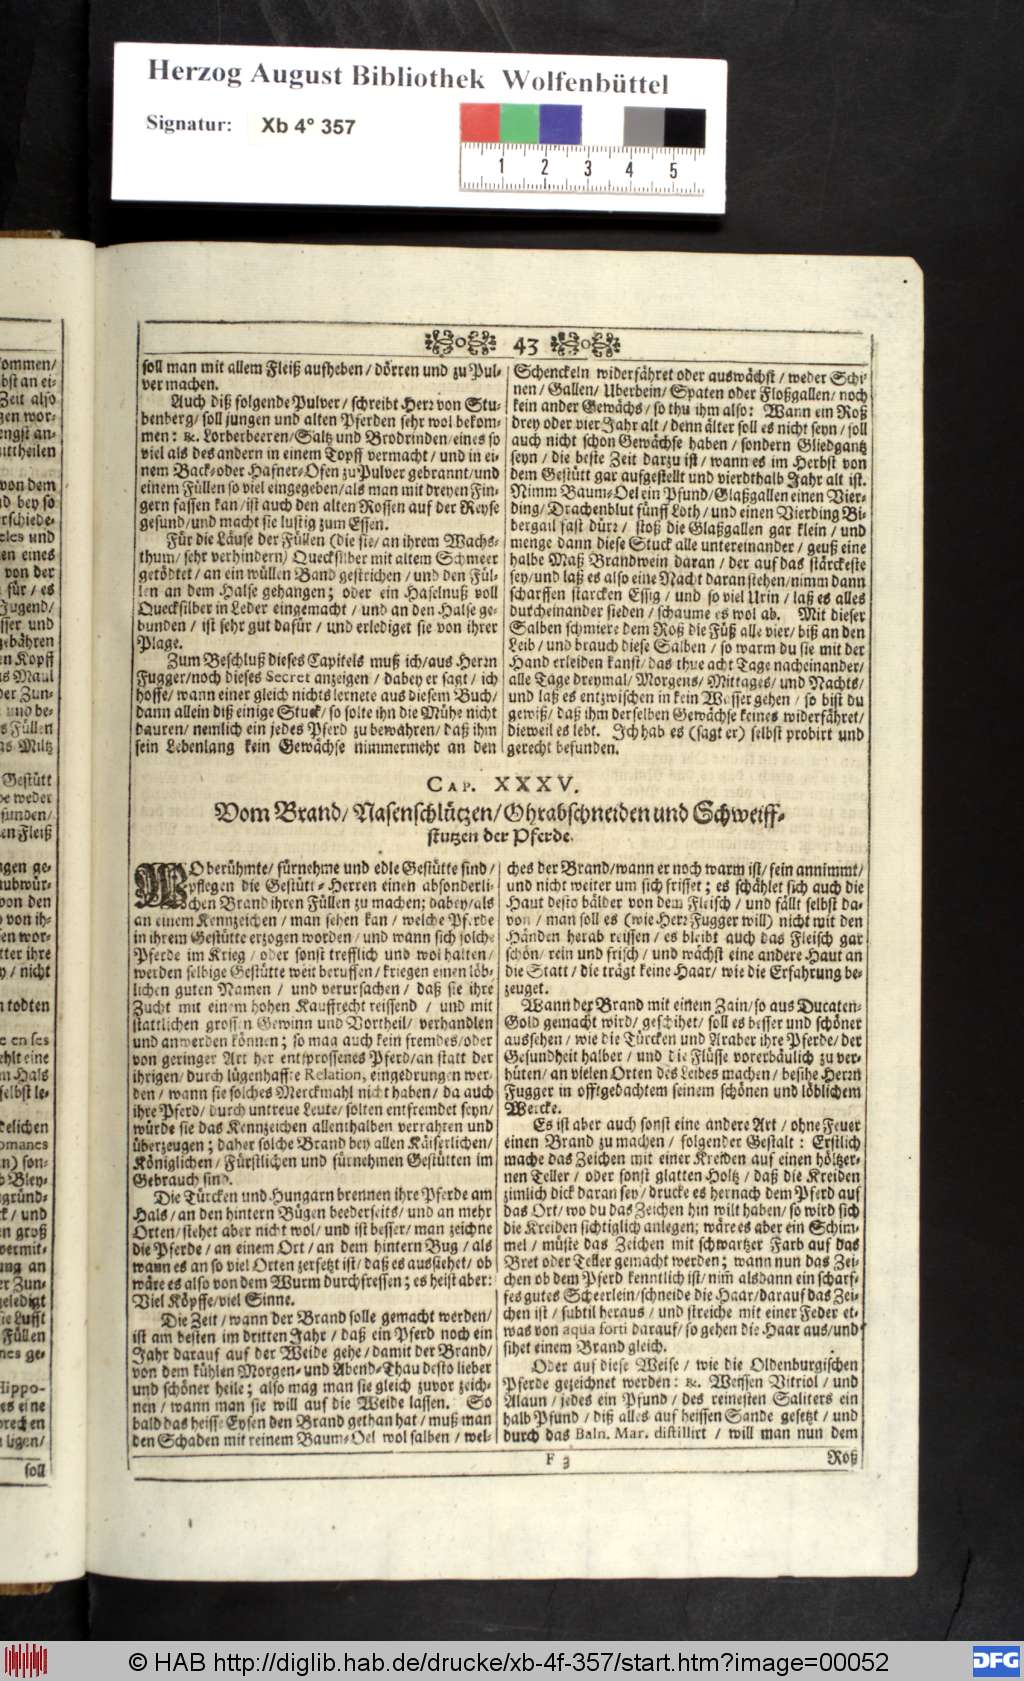 Herzog August Bibliothek Wolfenbüttel
Signatur: Xb 4° 357
1 2 3 4 5
43
soll man mit allem Fleiß aufheben / dörren und zu Pul-
ver machen.
Auch diß folgende Pulver / schreibt Herr von Stu-
benberg / soll jungen und alten Pferden sehr wol bekom-
men: ꝛc. Lorberbeeren / Saltz und Brodrinden / eines so
viel als des andern in einem Topff vermacht / und in ei-
nem Back- oder Hafner-Ofen zu Pulver gebrannt / und
einem Füllen so viel eingegeben / als man mit dreyen Fin-
gern fassen kan / ist auch den alten Rossen auf der Reyse
gesund / und macht sie lustig zum Essen.
Für die Läuse der Füllen (die sie / an ihrem Wachs-
thum / sehr verhindern) Quecksilber mit altem Schmeer
getödtet / an ein wüllen Band gestrichen / und den Fül-
len an dem Halse gehangen; oder ein Haselnuß voll
Quecksilber in Leder eingemacht / und an den Halse ge-
bunden / ist sehr gut dafür / und erlediget sie von ihrer
Plage.
Zum Beschluß dieses Capitels muß ich / aus Herrn
Fugger / noch dieses Secret anzeigen / dabey er sagt / ich
hoffe / wann einer gleich nichts lernete aus diesem Buch /
dann allein diß einige Stuck / so solte ihn die Mühe nicht
dauren / nemlich ein jedes Pferd zu bewahren / daß ihm
sein Lebenlang kein Gewächse nimmermehr an den
Schenckeln widerfähret oder auswächst / weder Schi-
nen / Gallen / Uberbein / Spaten oder Floßgallen / noch
kein ander Gewächs / so thu ihm also: Wann ein Roß
drey oder vier Jahr alt / denn älter soll es nicht seyn / soll
auch nicht schon Gewächse haben / sondern Gliedgantz
seyn / die beste Zeit darzu ist / wann es im Herbst von
dem Gestütt gar aufgestellt und vierdthalb Jahr alt ist.
Nimm Baum-Oel ein Pfund / Glaßgallen einen Vier-
ding / Drachenblut fünff Loth / und einen Vierding Bi-
bergail fast dürr / stoß die Glaßgallen gar klein / und
menge dann diese Stuck alle untereinander / geuß eine
halbe Maß Brandwein daran / der auf das stärckeste
sey / und laß es also eine Nacht daran stehen / nimm dann
scharffen starcken Essig / und so viel Urin / laß es alles
durcheinander sieden / schaume es wol ab. Mit dieser
Salben schmiere dem Roß die Füß alle vier / biß an den
Leib / und brauch diese Salben / so warm du sie mit der
Hand erleiden kanst / das thue acht Tage nacheinander /
alle Tage dreymal / Morgens / Mittages / und Nachts /
und laß es entzwischen in kein Wasser gehen / so bist du
gewiß / daß ihm derselben Gewächse keines widerfähret /
dieweil es lebt. Ich hab es (sagt er) selbst probirt und
gerecht befunden.
CAP. XXXV.
Vom Brand / Nasenschlützen / Ohrabschneiden und Schweiff-
stutzen der Pferde.
WO berühmte / fürnehme und edle Gestütte sind /
pflegen die Gestütt-Herren einen absonderli-
chen Brand ihren Füllen zu machen; dabey / als
an einem Kennzeichen / man sehen kan / welche Pferde
in ihrem Gestütte erzogen worden / und wann sich solche
Pferde im Krieg / oder sonst trefflich und wol halten /
werden selbige Gestütte weit beruffen / kriegen einen löb-
lichen guten Namen / und verursachen / daß sie ihre
Zucht mit einem hohen Kauffrecht reissend / und mit
stattlichen grossen Gewinn und Vortheil / verhandlen
und anwerden können; so mag auch kein fremdes / oder
von geringer Art her entsprossenes Pferd / an statt der
ihrigen / durch lügenhaffte Relation, eingedrungen wer-
den / wann sie solches Merckmahl nicht haben / da auch
ihre Pferd / durch untreue Leute / solten entfremdet seyn /
würde sie das Kennzeichen allenthalben verrahten und
überzeugen; daher solche Brand bey allen Käiserlichen /
Königlichen / Fürstlichen und fürnehmen Gestütten im
Gebrauch sind.
Die Türcken und Hungarn brennen ihre Pferde am
Hals / an den hintern Bügen beederseits / und an mehr
Orten / stehet aber nicht wol / und ist besser / man zeichne
die Pferde / an einem Ort / an dem hintern Bug / als
wann es an so viel Orten zersetzt ist / daß es aussiehet / ob
wäre es also von dem Wurm durchfressen; es heist aber:
Viel Köpffe / viel Sinne.
Die Zeit / wann der Brand solle gemacht werden /
ist am besten im dritten Jahr / daß ein Pferd noch ein
Jahr darauf auf der Weide gehe / damit der Brand /
von dem kühlen Morgen- und Abend-Thau desto lieber
und schöner heile; also mag man sie gleich zuvor zeich-
nen / wann man sie will auf die Weide lassen. So
bald das heisse Eysen den Brand gethan hat / muß man
den Schaden mit reinem Baum-Oel wol salben / wel-
ches der Brand / wann er noch warm ist / fein annimmt /
und nicht weiter um sich frisset; es schählet sich auch die
Haut desto bälder von dem Fleisch / und fällt selbst da-
von / man soll es (wie Herr Fugger will) nicht mit den
Händen herab reissen / es bleibt auch das Fleisch gar
schön / rein und frisch / und wächst eine andere Haut an
die Statt / die trägt keine Haar / wie die Erfahrung be-
zeuget.
Wann der Brand mit einem Zain / so aus Ducaten-
Gold gemacht wird / geschihet / soll es besser und schöner
aussehen / wie die Türcken und Araber ihre Pferde / der
Gesundheit halber / und die Flüsse vorerbäulich zu ver-
hüten / an vielen Orten des Leibes machen / besihe Herrn
Fugger in offtgedachtem seinem schönen und löblichem
Wercke.
Es ist aber auch sonst eine andere Art / ohne Feuer
einen Brand zu machen / folgender Gestalt: Erstlich
mache das Zeichen mit einer Kreiden auf einen höltzer-
nen Teller / oder sonst glatten Holtz / daß die Kreiden
zimlich dick daran sey / drucke es hernach dem Pferd auf
das Ort / wo du das Zeichen hin wilt haben / so wird sich
die Kreiden sichtiglich anlegen; wäre es aber ein Schim-
mel / müste das Zeichen mit schwartzer Farb auf das
Bret oder Teller gemacht werden; wann nun das Zei-
chen ob dem Pferd kenntlich ist / nim alsdann ein scharf-
fes gutes Scheerlein / schneide die Haar / darauf das Zei-
chen ist / subtil heraus / und streiche mit einer Feder et-
was von aqua forti darauf / so gehen die Haar aus / und
sihet einem Brand gleich.
Oder auf diese Weise / wie die Oldenburgischen
Pferde gezeichnet werden: ꝛc. Weissen Vitriol / und
Alaun / jedes ein Pfund / des reinesten Saliters ein
halb Pfund / diß alles auf heissen Sande gesetzt / und
durch das Baln. Mar. distillirt / will man nun dem
F 3
Roß
soll
© HAB http://diglib.hab.de/drucke/xb-4f-357/start.htm?image=00052
DFG